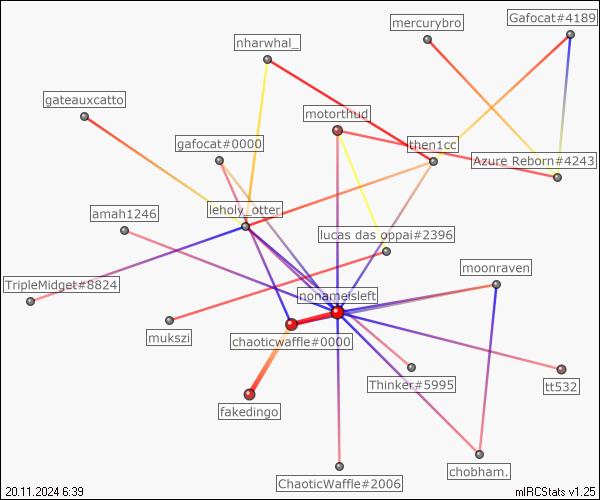 Gafocat#4189
mercurybro
nharwhal_
gateauxcatto
motorthud
gafocat#0000
then1cc
Azure Reborn#4243
leholy_otter
amah1246
lucas das oppai#2396
moonraven
TripleMidget#8824
nonameisleft
mukszi
chaoticwaffle#0000
Thinker#5995
tt532
fakedingo
chobham.
ChaoticWaffle#2006
20.11.2024 6:39
mIRCStats v1.25